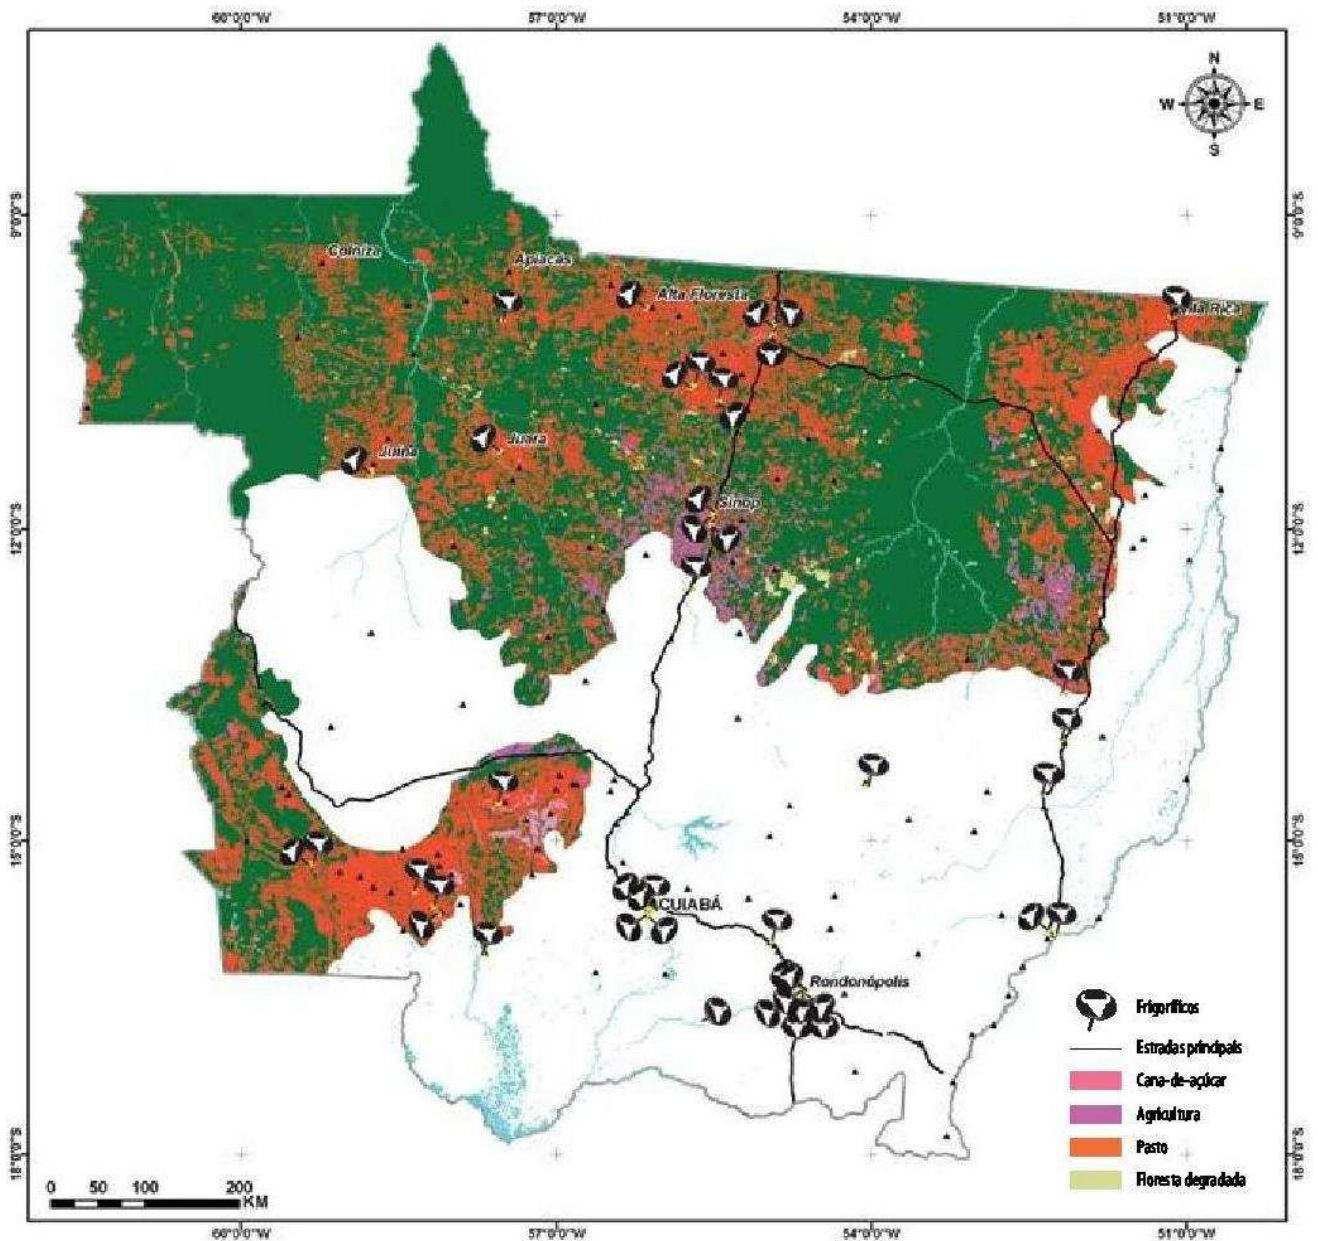 60°0'0"W
57°0'0"W
54°0'0"W
51°0'0"W
N
W
E
S
9°0'0"S
9°0'0"S
Colniza
Apiacás
Alta Floresta
Vila Rica
Juína
Juara
Sinop
12°0'0"S
12°0'0"S
15°0'0"S
15°0'0"S
CUIABÁ
Rondonópolis
Frigoríficos
Estradas principais
Cana-de-açúcar
Agricultura
Pasto
Floresta degradada
18°0'0"S
18°0'0"S
0 50 100 200
KM
60°0'0"W
57°0'0"W
54°0'0"W
51°0'0"W